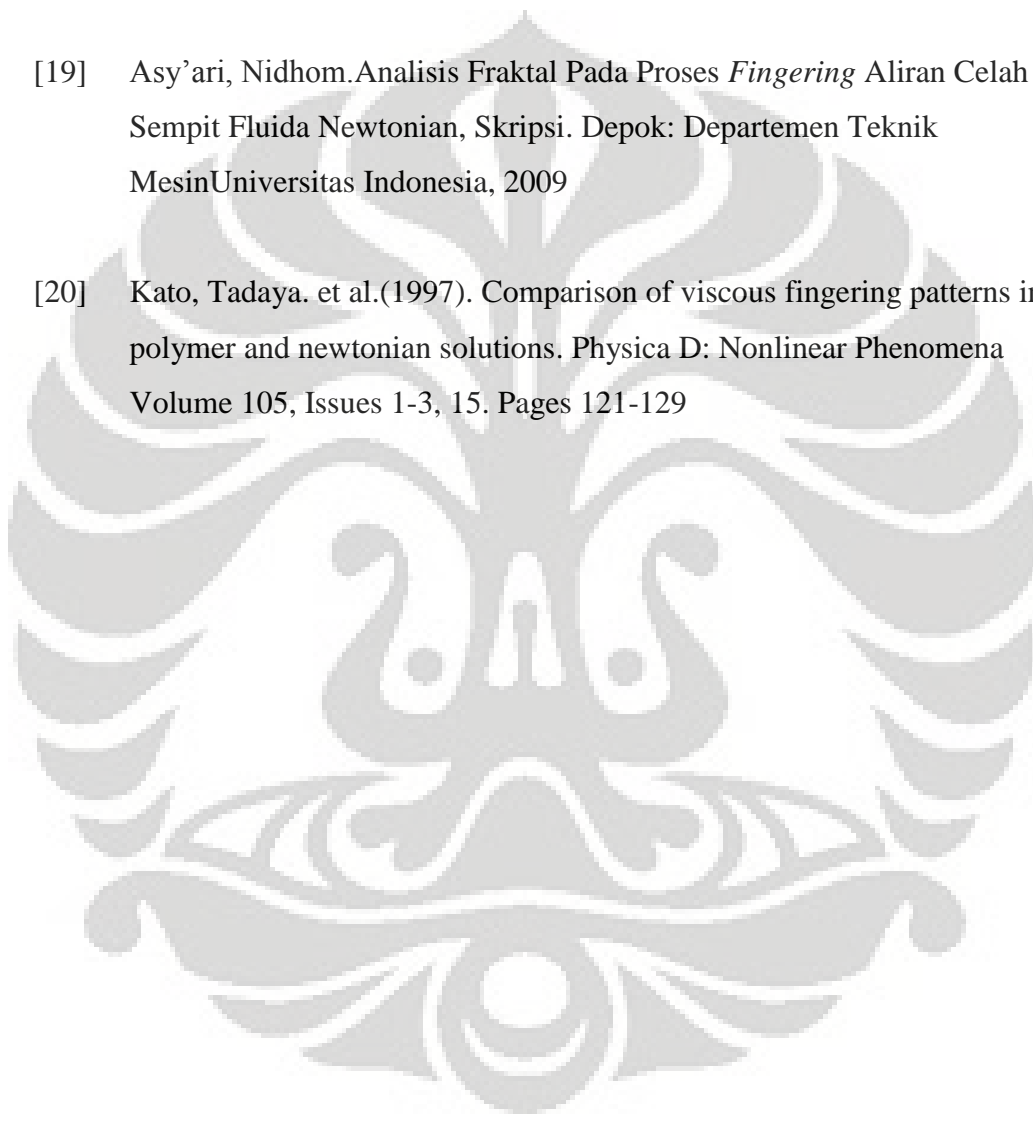 [19] Asy’ari, Nidhom.Analisis Fraktal Pada Proses Fingering Aliran Celah
Sempit Fluida Newtonian, Skripsi. Depok: Departemen Teknik
MesinUniversitas Indonesia, 2009
[20] Kato, Tadaya. et al.(1997). Comparison of viscous fingering patterns in
polymer and newtonian solutions. Physica D: Nonlinear Phenomena
Volume 105, Issues 1-3, 15. Pages 121-129